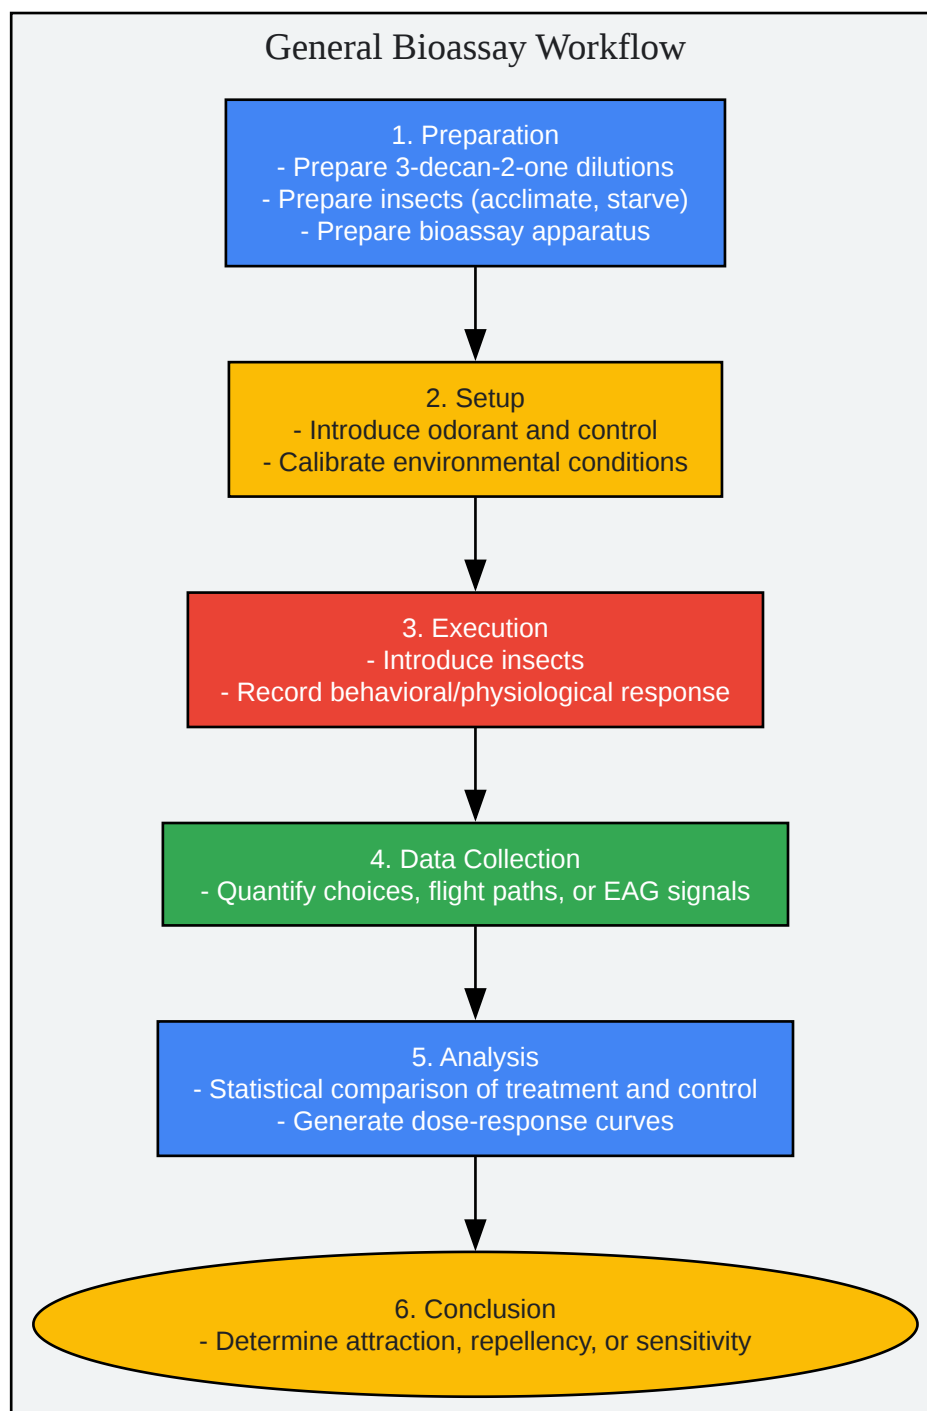 General Bioassay Workflow
1. Preparation
- Prepare 3-decan-2-one dilutions
- Prepare insects (acclimate, starve)
- Prepare bioassay apparatus
2. Setup
- Introduce odorant and control
- Calibrate environmental conditions
3. Execution
- Introduce insects
- Record behavioral/physiological response
4. Data Collection
- Quantify choices, flight paths, or EAG signals
5. Analysis
- Statistical comparison of treatment and control
- Generate dose-response curves
6. Conclusion
- Determine attraction, repellency, or sensitivity